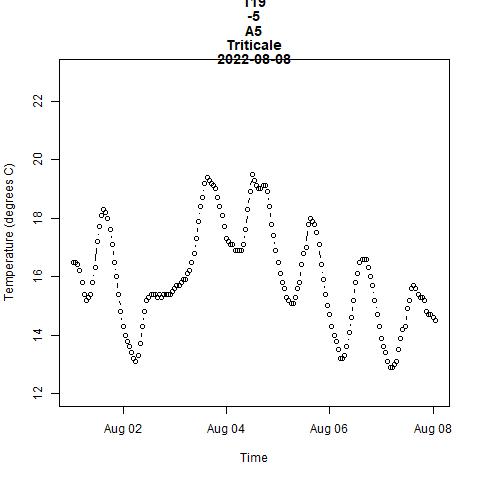 T19
-5
A5
Triticale
2022-08-08
22
20
18
16
14
12
Temperature (degrees C)
Aug 02
Aug 04
Aug 06
Aug 08
Time